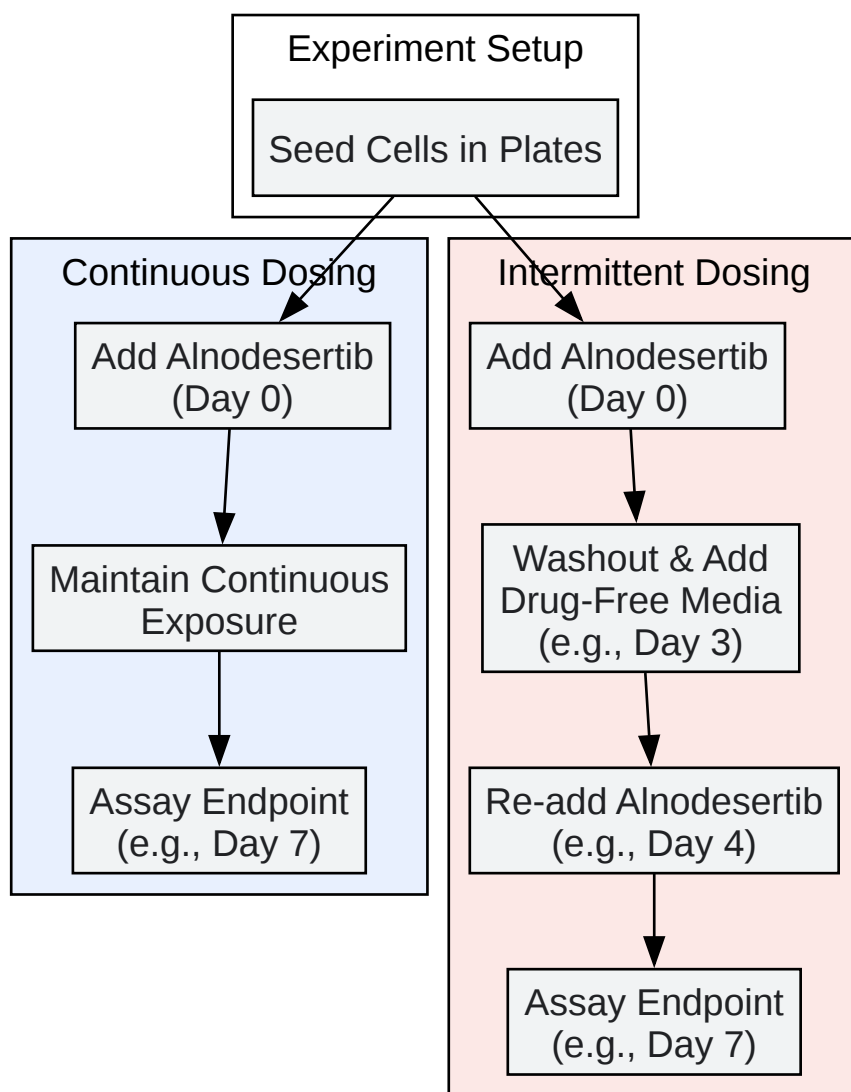 Experiment Setup
Seed Cells in Plates
Continuous Dosing
Add Alnodesertib
(Day 0)
Maintain Continuous
Exposure
Assay Endpoint
(e.g., Day 7)
Intermittent Dosing
Add Alnodesertib
(Day 0)
Washout & Add
Drug-Free Media
(e.g., Day 3)
Re-add Alnodesertib
(e.g., Day 4)
Assay Endpoint
(e.g., Day 7)